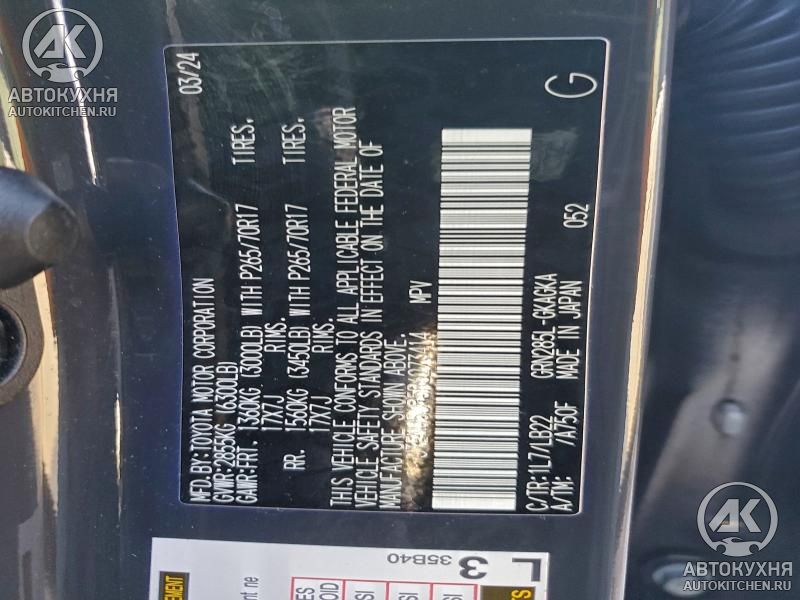 AK
АВТОКУХНЯ
AUTOKITCHEN.RU
MFD.BY:TOYOTA MOTOR CORPORATION 03/24
GVWR:2855KG (6300LB)
GAWR:FRT. 1360KG (3000LB) WITH P265/70R17 TIRES.
17X7J RIMS.
RR. 1560KG (3450LB) WITH P265/70R17 TIRES.
17X7J RIMS.
THIS VEHICLE CONFORMS TO ALL APPLICABLE FEDERAL MOTOR
VEHICLE SAFETY STANDARDS IN EFFECT ON THE DATE OF
MANUFACTURE SHOWN ABOVE.
MPV
C/TR:1L7/LB22 GRN285L-GKAGKA 052
A/TM: /A750F MADE IN JAPAN G
L
3
35B40
AK
АВТОКУХНЯ
AUTOKITCHEN.RU